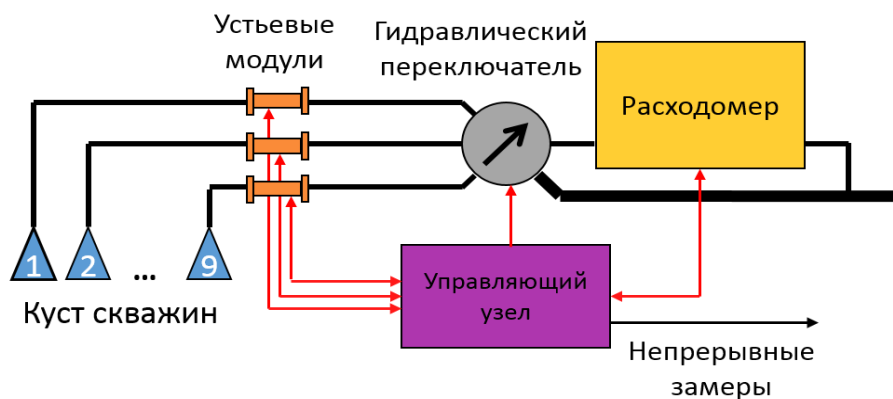 Устьевые
модули
Гидравлический
переключатель
Расходомер
1
2
...
9
Куст скважин
Управляющий
узел
Непрерывные
замеры